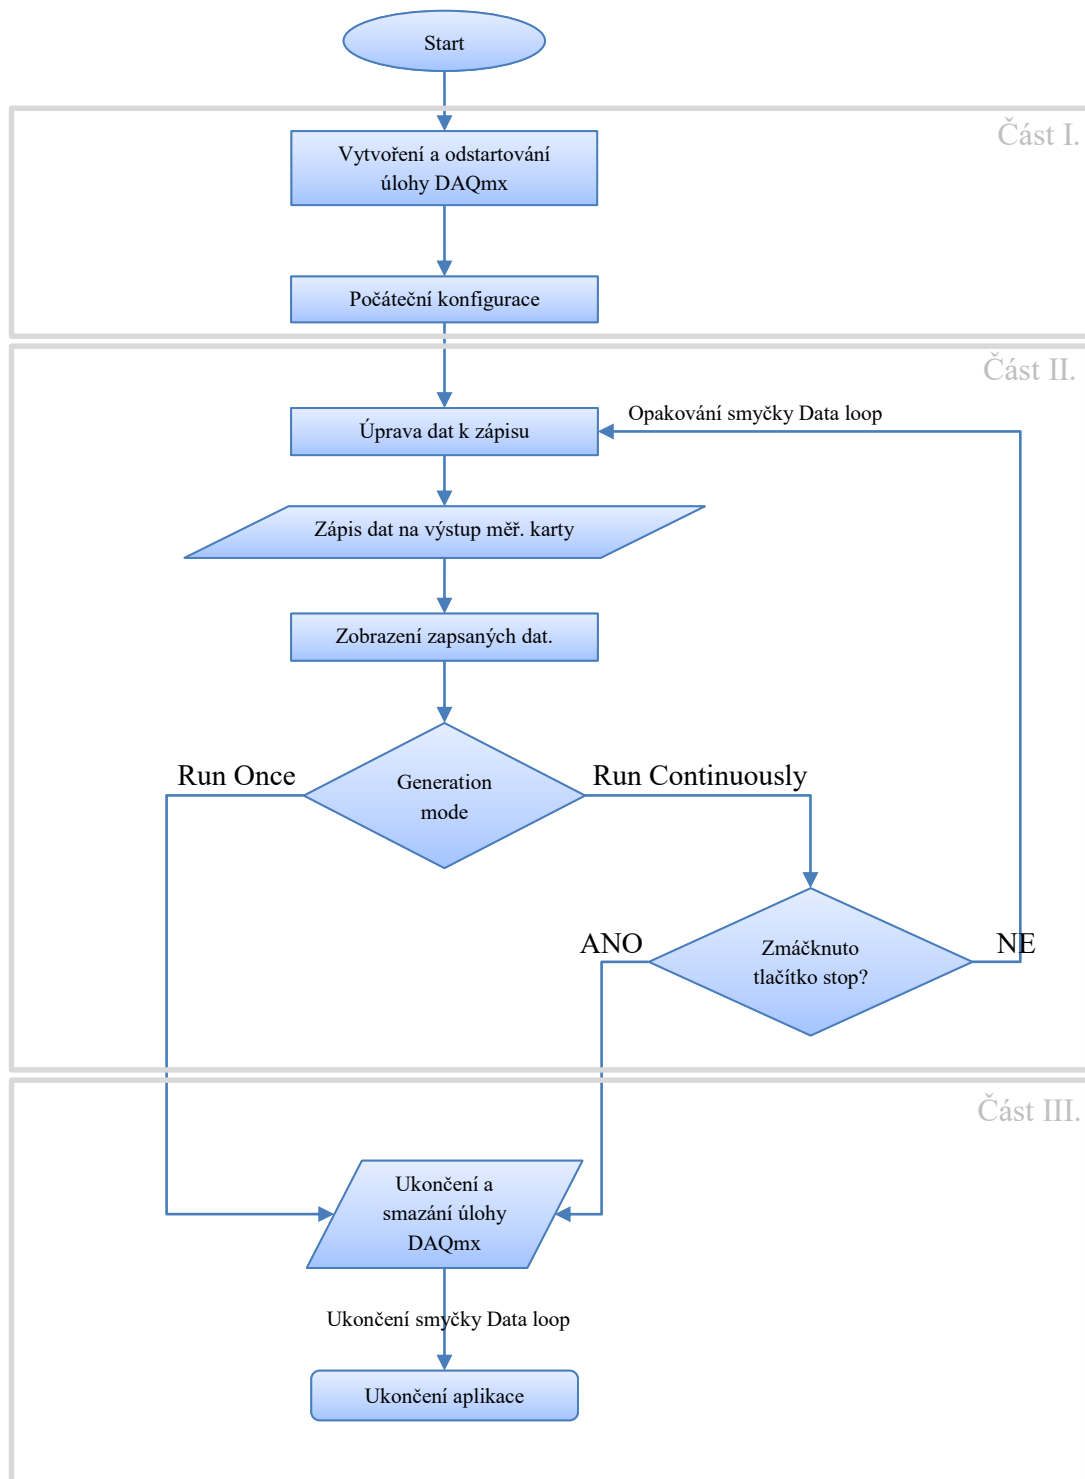 Start
Část I.
Vytvoření a odstartování
úlohy DAQmx
Počáteční konfigurace
Část II.
Opakování smyčky Data loop
Úprava dat k zápisu
Zápis dat na výstup měř. karty
Zobrazení zapsaných dat.
Run Once
Generation
mode
Run Continuously
ANO
Zmáčknuto
tlačítko stop?
NE
Část III.
Ukončení a
smazání úlohy
DAQmx
Ukončení smyčky Data loop
Ukončení aplikace